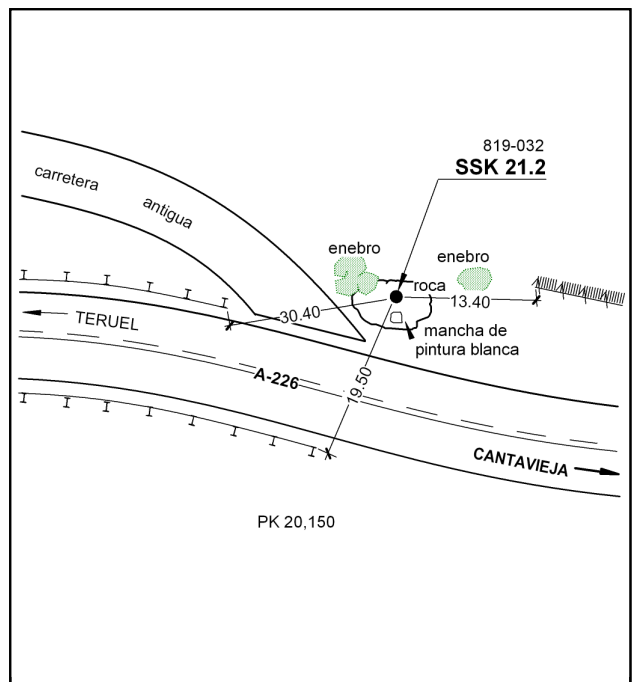 819-032
SSK 21.2
carretera
antigua
enebro
enebro
roca
30.40
13.40
TERUEL
mancha de
pintura blanca
A-226
19.50
CANTAVIEJA
PK 20,150